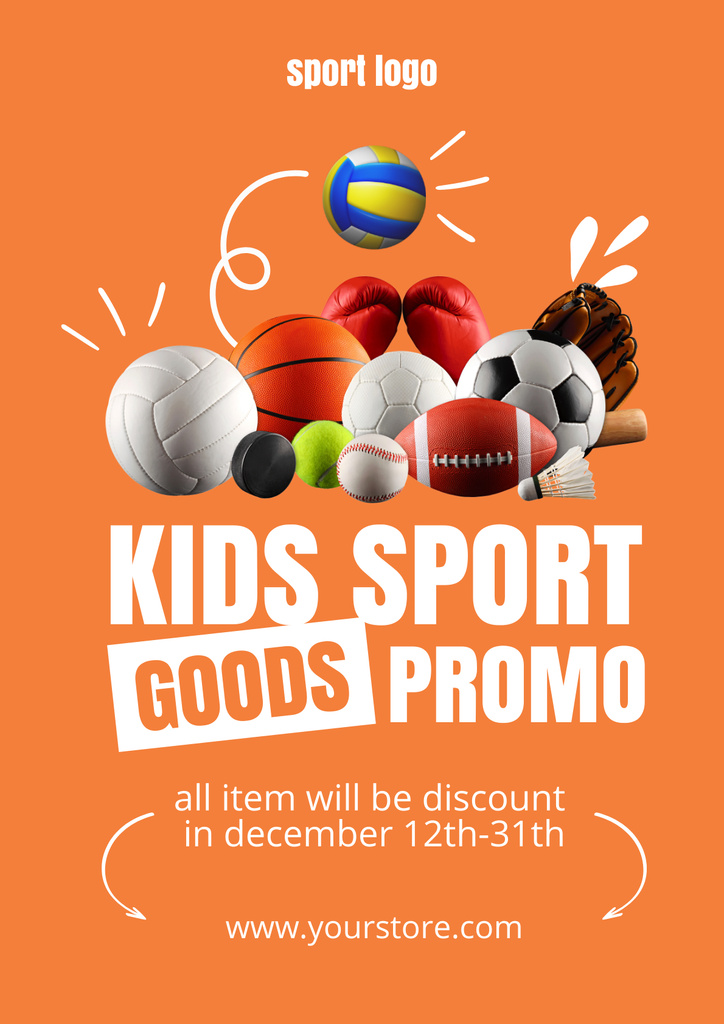 sport logo
KIDS SPORT
GOODS PROMO
all item will be discount
in december 12th-31th
www.yourstore.com